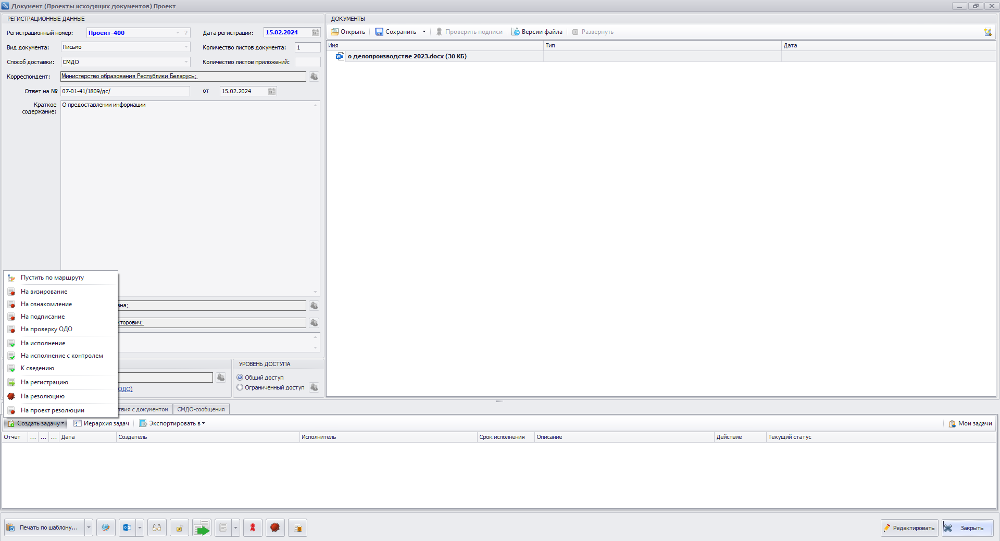 Документ (Проекты исходящих документов) Проект
РЕГИСТРАЦИОННЫЕ ДАННЫЕ
Регистрационный номер: Проект-400 ? Дата регистрации: 15.02.2024
Вид документа: Письмо Количество листов документа: 1
Способ доставки: СМДО Количество листов приложений:
Корреспондент: Министерство образования Республики Беларусь;
Ответ на № 07-01-41/1809/дс/ от 15.02.2024
Краткое содержание: О предоставлении информации
вна;
кторович;
ОДО)
УРОВЕНЬ ДОСТУПА
Общий доступ
Ограниченный доступ
ДОКУМЕНТЫ
Открыть Сохранить Проверить подписи Версии файла Развернуть
Имя Тип Дата
о делопроизводстве 2023.docx (30 КБ)
Пустить по маршруту
На визирование
На ознакомление
На подписание
На проверку ОДО
На исполнение
На исполнение с контролем
К сведению
На регистрацию
На резолюцию
На проект резолюции
твия с документом СМДО-сообщения
Создать задачу Иерархия задач Экспортировать в Мои задачи
Отчет ... ... ... Дата Создатель Исполнитель Срок исполнения Описание Действие Текущий статус
Печать по шаблону... Редактировать Закрыть